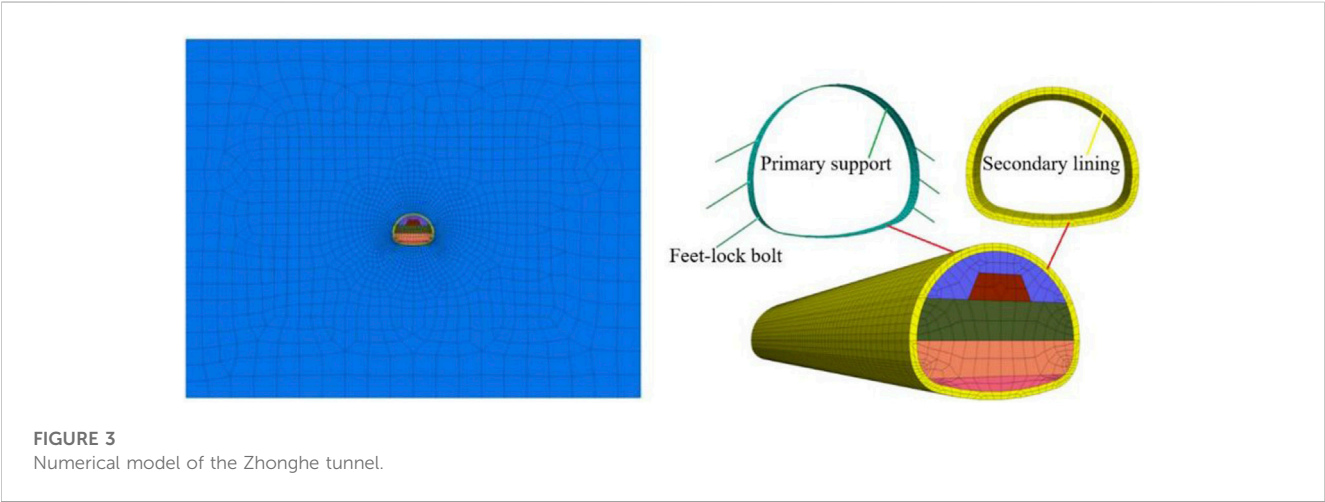 Primary support
Secondary lining
Feet-lock bolt
FIGURE 3
Numerical model of the Zhonghe tunnel.